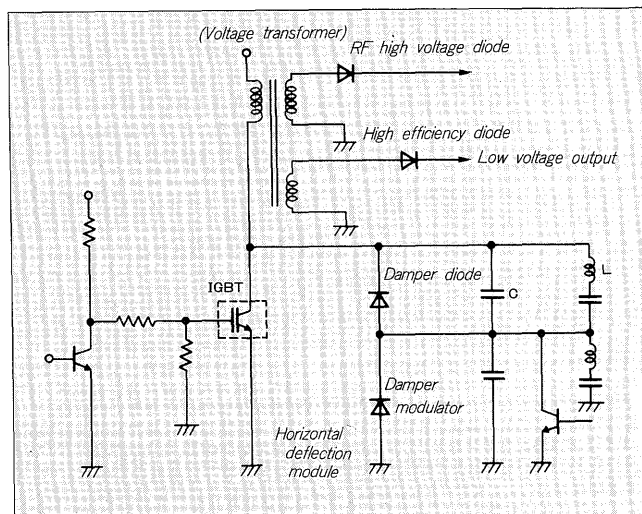 (Voltage transformer)
RF high voltage diode
High efficiency diode
Low voltage output
IGBT
Damper diode
C
L
Damper
modulator
Horizontal
deflection
module